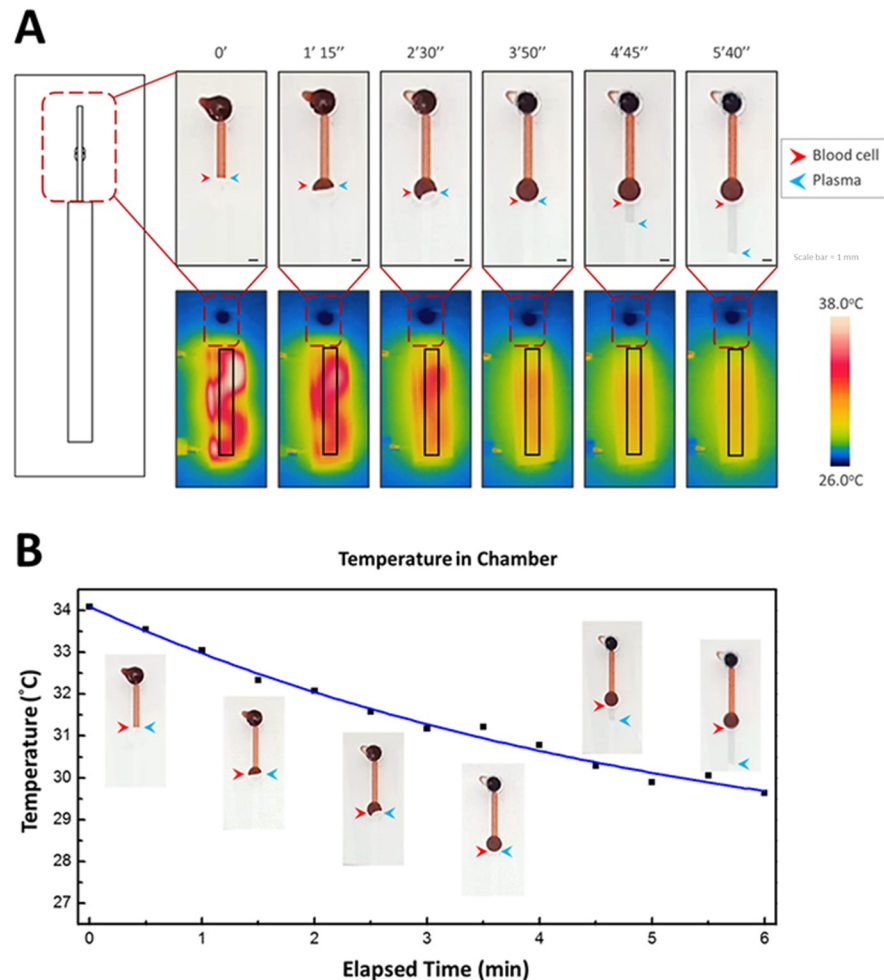 A
0' 1' 15'' 2'30'' 3'50'' 4'45'' 5'40''
Blood cell
Plasma
Scale bar = 1 mm
38.0°C
26.0°C
B
Temperature in Chamber
Temperature (°C)
34
33
32
31
30
29
28
27
0 1 2 3 4 5 6
Elapsed Time (min)